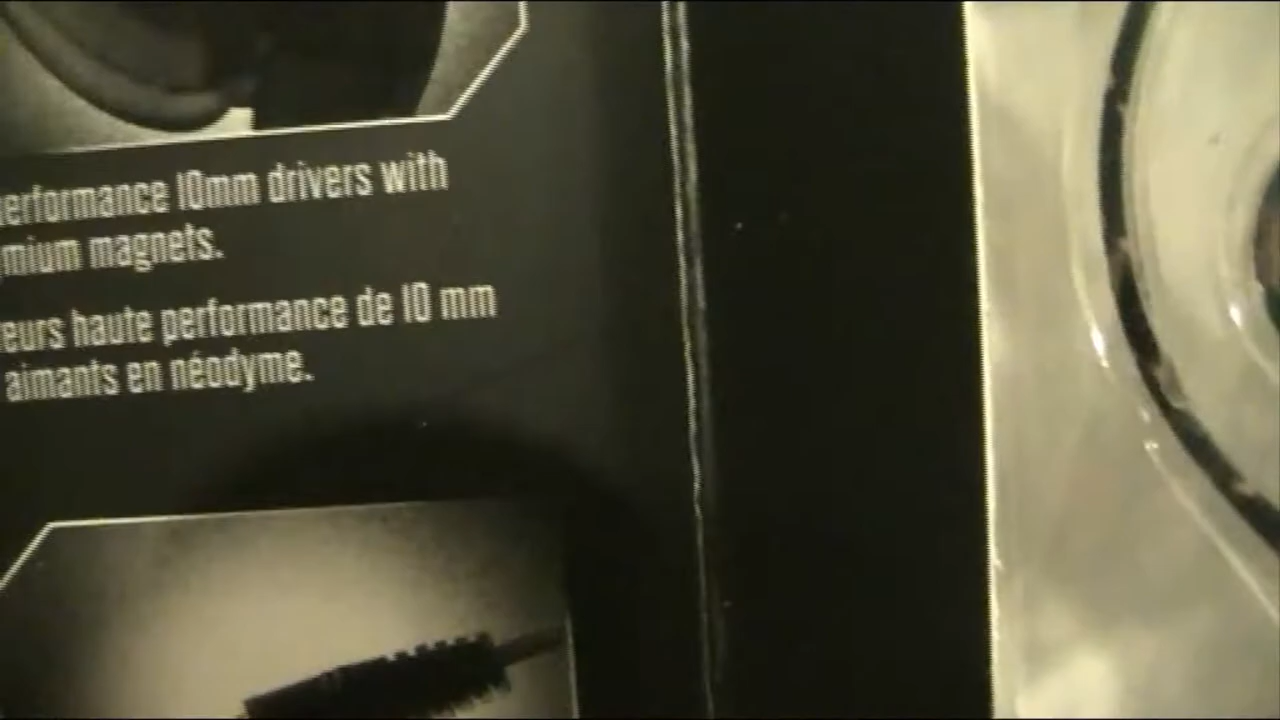 erformance 10mm drivers with
mium magnets.
eurs haute performance de 10 mm
aimants en néodyme.